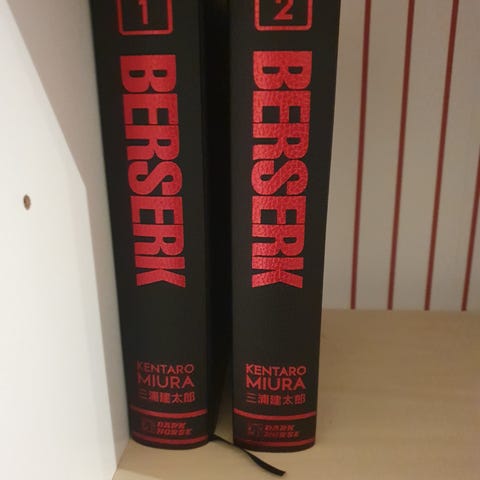 1
BERSERK
KENTARO
MIURA
三浦建太郎
DARK
HORSE
2
BERSERK
KENTARO
MIURA
三浦建太郎
DARK
HORSE